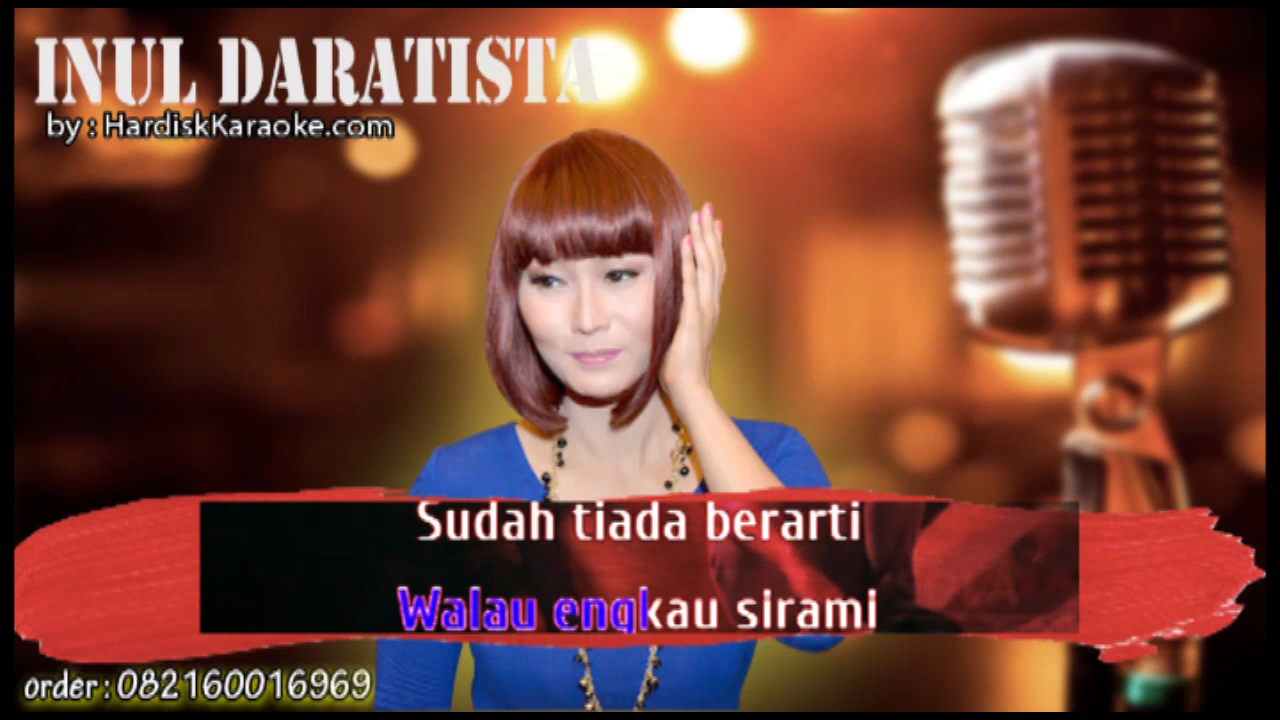 INUL DARATISTA
by : HardiskKaraoke.com
Sudah tiada berarti
Walau engkau sirami
order : 082160016969